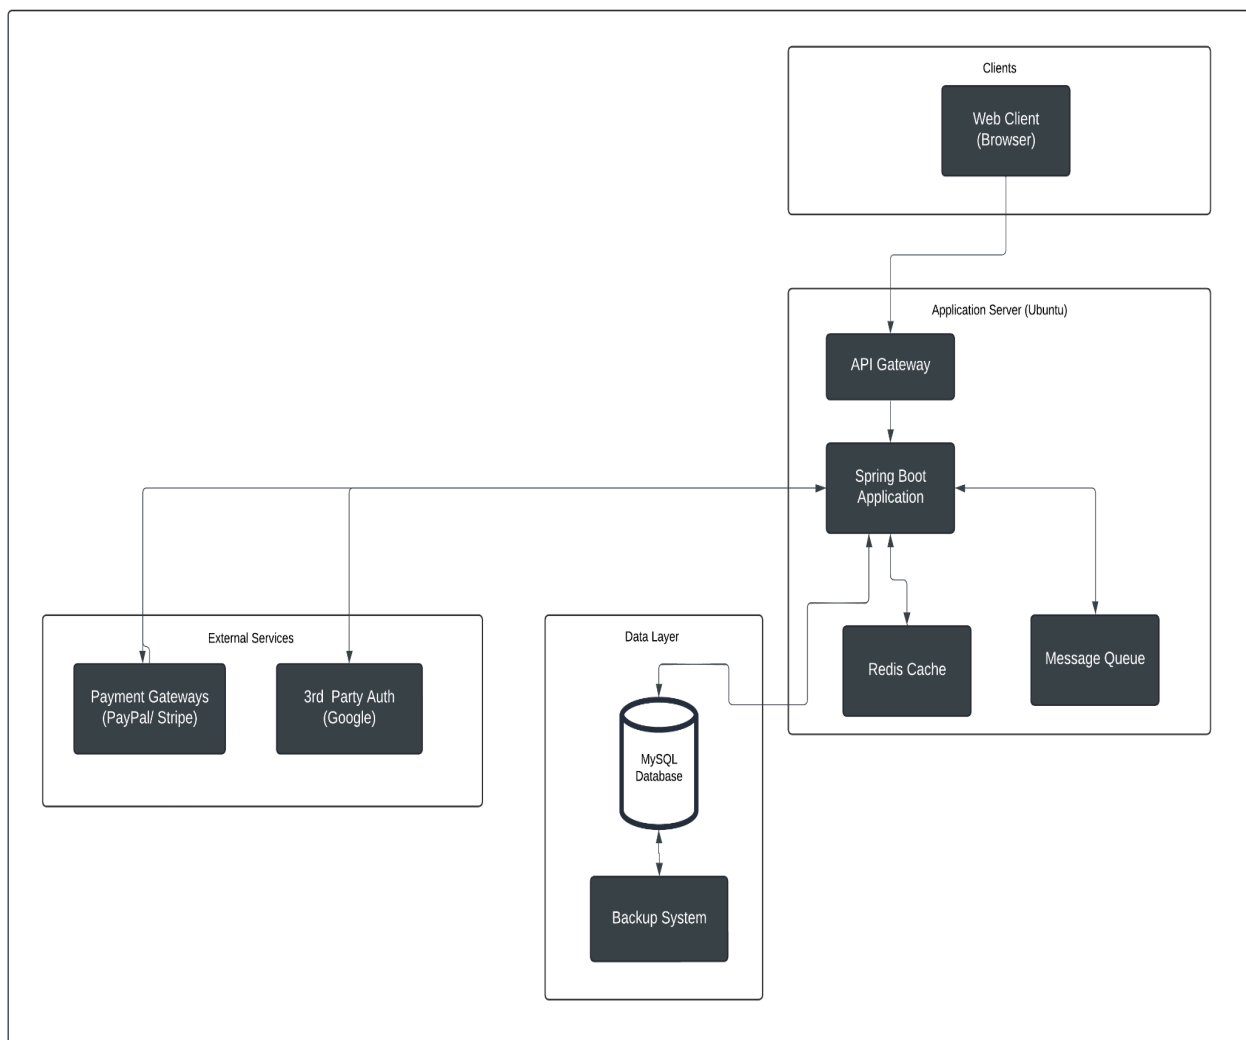 Clients
Web Client
(Browser)
Application Server (Ubuntu)
API Gateway
Spring Boot
Application
Redis Cache
Message Queue
External Services
Payment Gateways
(PayPal/ Stripe)
3rd  Party Auth
(Google)
Data Layer
MySQL
Database
Backup System